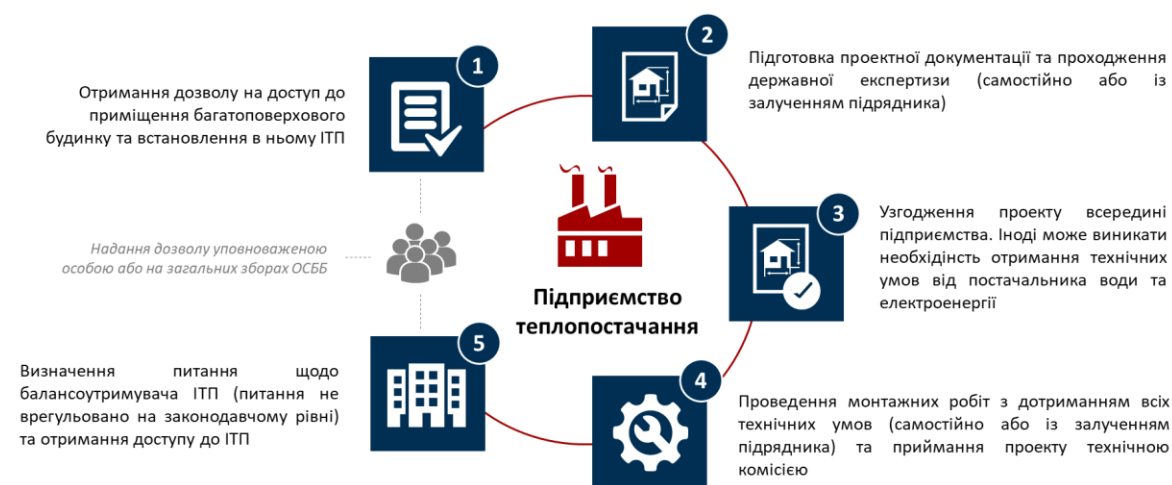 1
Отримання дозволу на доступ до
приміщення багатоповерхового
будинку та встановлення в ньому ІТП
2
Підготовка проектної документації та проходження
державної експертизи (самостійно або із
залученням підрядника)
3
Узгодження проекту всередині
підприємства. Іноді може виникати
необхідність отримання технічних
умов від постачальника води та
електроенергії
Надання дозволу уповноваженою
особою або на загальних зборах ОСББ
Підприємство
теплопостачання
4
Проведення монтажних робіт з дотриманням всіх
технічних умов (самостійно або із залученням
підрядника) та приймання проекту технічною
комісією
5
Визначення питання щодо
балансоутримувача ІТП (питання не
врегульовано на законодавчому рівні)
та отримання доступу до ІТП